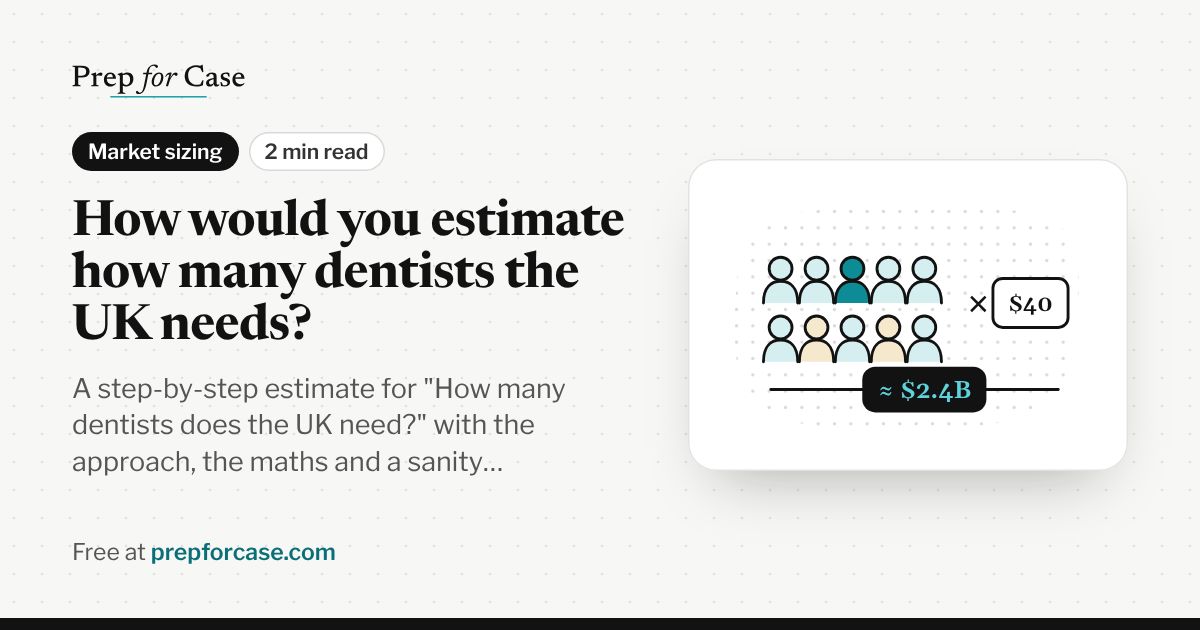 Prep for Case
Market sizing
2 min read
How would you estimate
how many dentists the
UK needs?
A step-by-step estimate for "How many
dentists does the UK need?" with the
approach, the maths and a sanity...
Free at prepforcase.com
× $40
≈ $2.4B